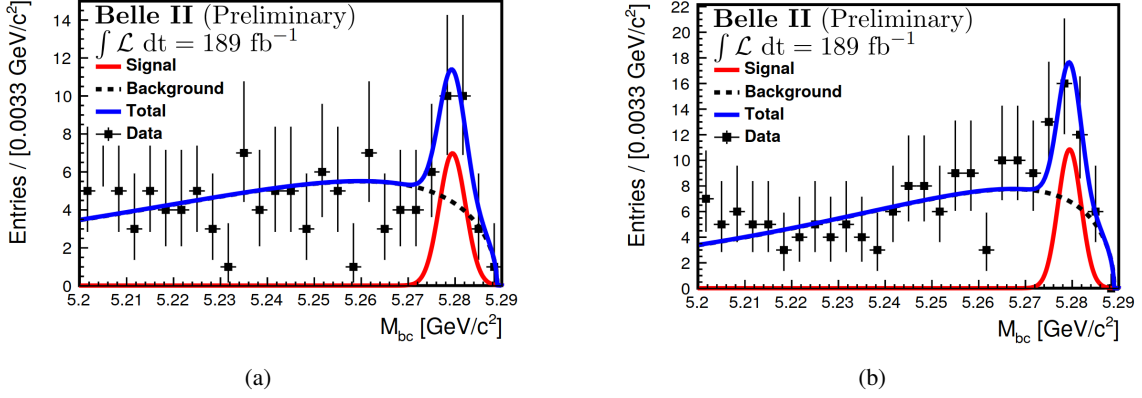 Belle II (Preliminary)
∫ ℒ dt = 189 fb⁻¹
Signal
Background
Total
Data
Entries / [0.0033 GeV/c²]
14
12
10
8
6
4
2
0
5.2 5.21 5.22 5.23 5.24 5.25 5.26 5.27 5.28 5.29
M_bc [GeV/c²]
(a)
Belle II (Preliminary)
∫ ℒ dt = 189 fb⁻¹
Signal
Background
Total
Data
Entries / [0.0033 GeV/c²]
22
20
18
16
14
12
10
8
6
4
2
0
5.2 5.21 5.22 5.23 5.24 5.25 5.26 5.27 5.28 5.29
M_bc [GeV/c²]
(b)